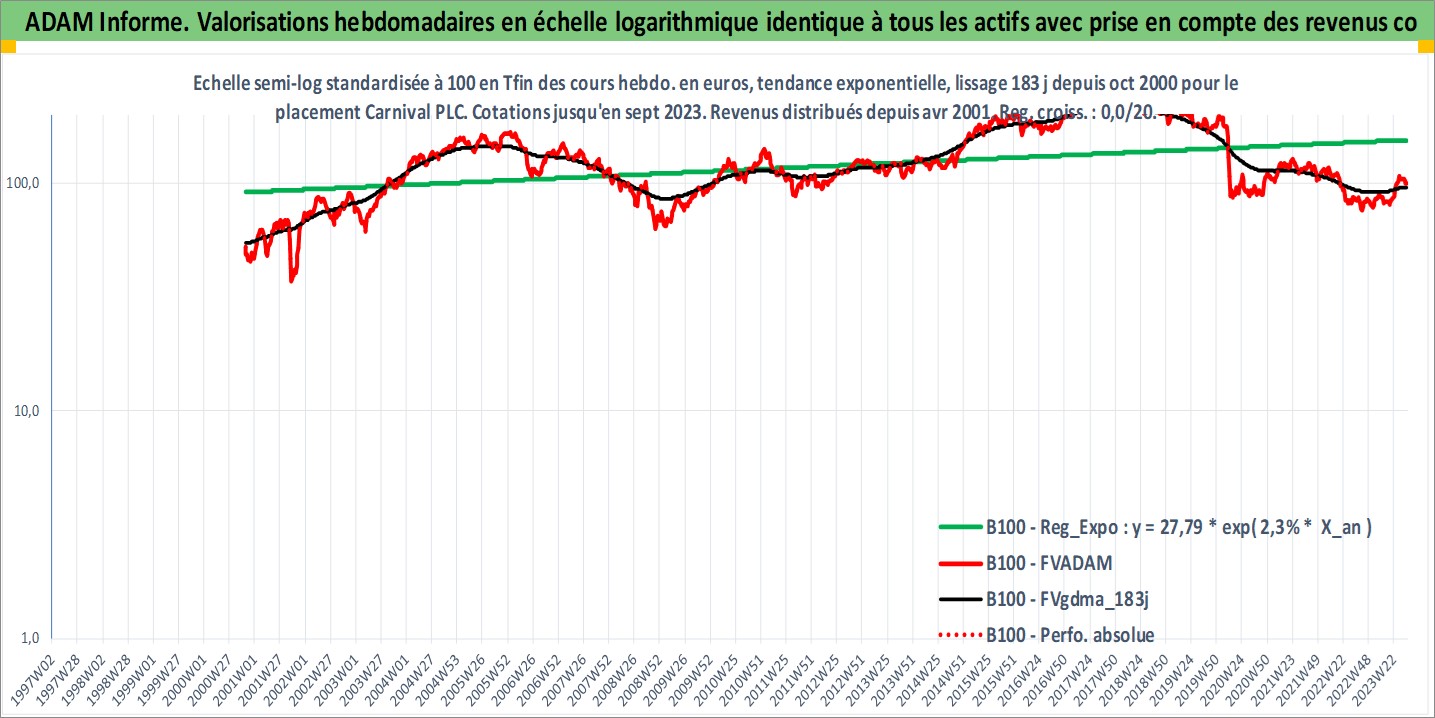 ADAM Informe. Valorisations hebdomadaires en échelle logarithmique identique à tous les actifs avec prise en compte des revenus co
Echelle semi-log standardisée à 100 en Tfin des cours hebdo. en euros, tendance exponentielle, lissage 183 j depuis oct 2000 pour le
placement Carnival PLC. Cotations jusqu'en sept 2023. Revenus distribués depuis avr 2001. Reg. croiss. : 0,0/20
100,0
10,0
1,0
B100 - Reg_Expo : y = 27,79 * exp( 2,3% * X_an )
B100 - FVADAM
B100 - FVgdma_183j
B100 - Perfo. absolue
1997W02
1997W28
1998W02
1998W28
1999W01
1999W27
2000W01
2000W27
2001W01
2001W27
2002W01
2002W27
2003W01
2003W27
2004W01
2004W27
2004W53
2005W26
2005W52
2006W26
2006W52
2007W26
2007W52
2008W26
2008W52
2009W26
2009W52
2010W25
2010W51
2011W25
2011W51
2012W25
2012W51
2013W25
2013W51
2014W25
2014W51
2015W25
2015W51
2016W24
2016W50
2017W24
2017W50
2018W24
2018W50
2019W24
2019W50
2020W24
2020W50
2021W23
2021W49
2022W22
2022W48
2023W22